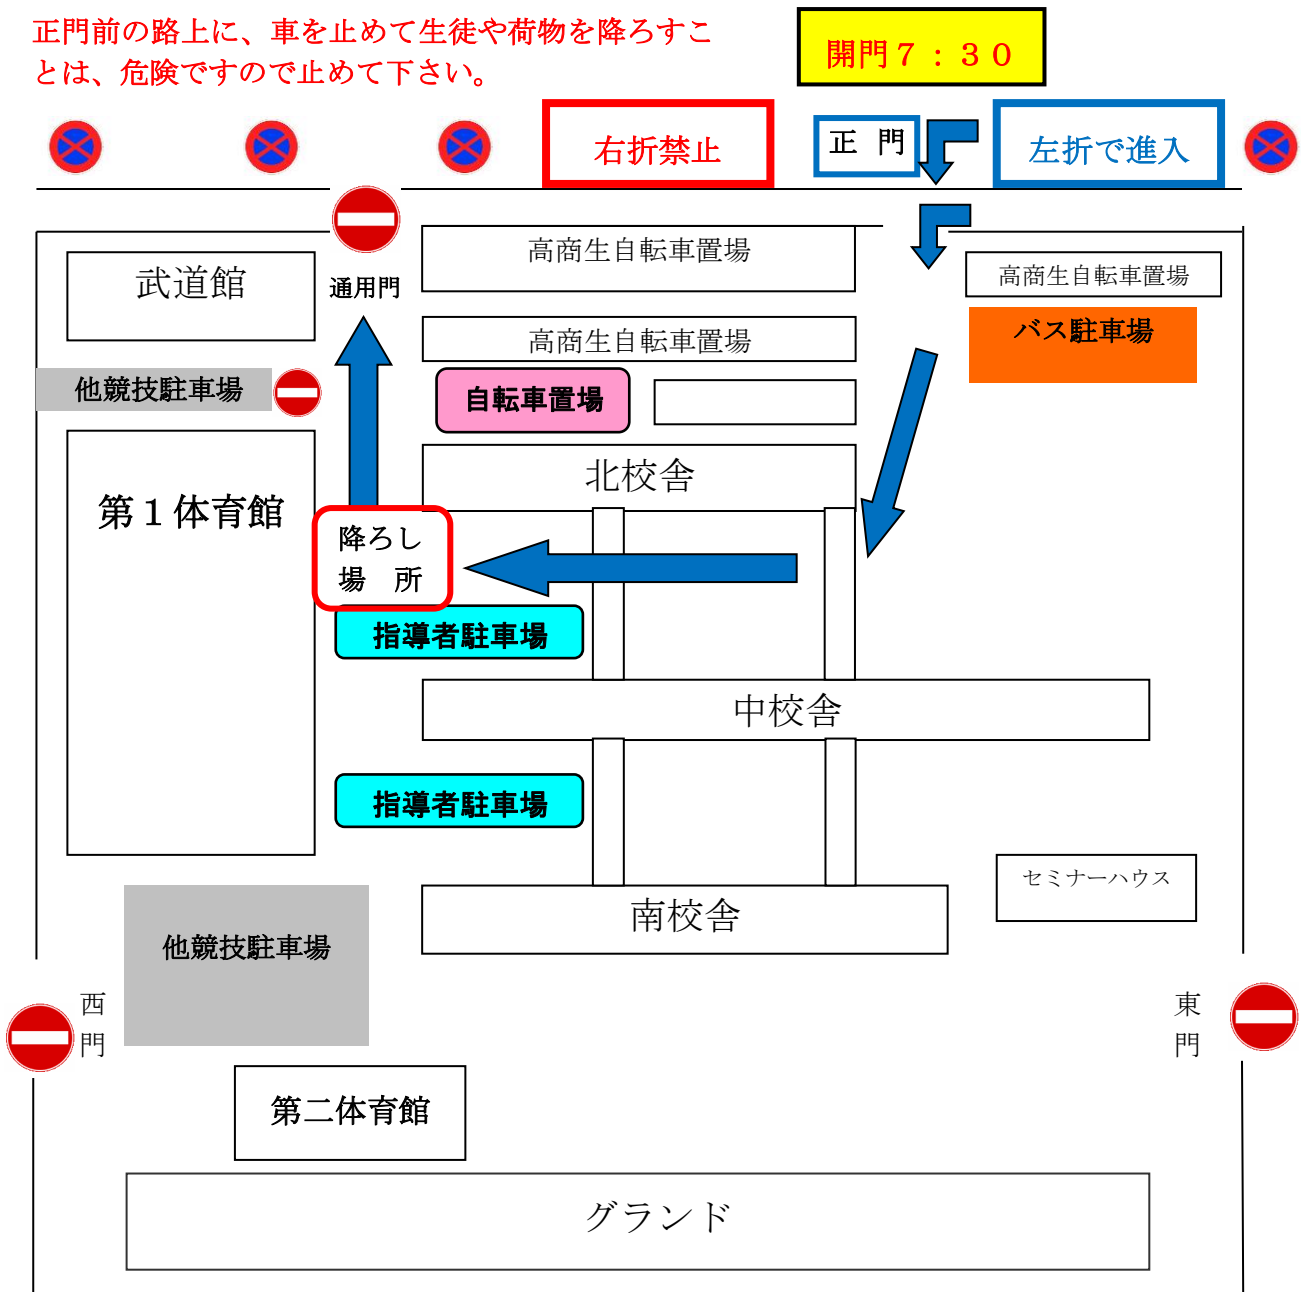 正門前の路上に、車を止めて生徒や荷物を降ろすこ
とは、危険ですので止めて下さい。
開門７：３０
右折禁止
正　門
左折で進入
高商生自転車置場
武道館
通用門
高商生自転車置場
バス駐車場
高商生自転車置場
他競技駐車場
自転車置場
北校舎
第１体育館
降ろし
場　所
指導者駐車場
中校舎
指導者駐車場
セミナーハウス
南校舎
他競技駐車場
西
門
東
門
第二体育館
グランド